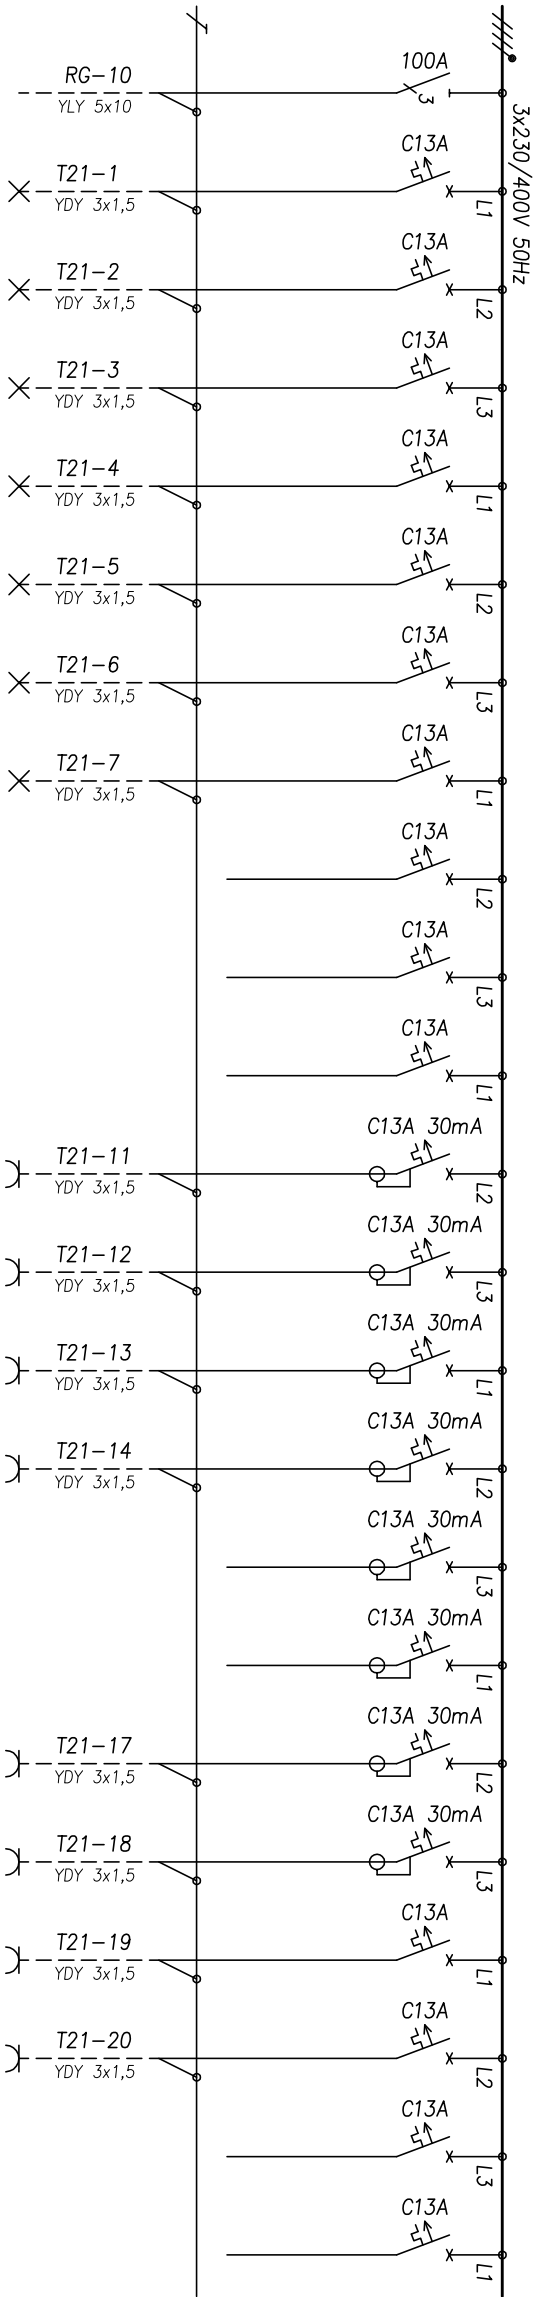 3x230/400V 50Hz
100A
RG-10
3
YLY 5x10
C13A
T21-1
YDY 3x1,5
L1
C13A
T21-2
YDY 3x1,5
L2
C13A
T21-3
YDY 3x1,5
L3
C13A
T21-4
YDY 3x1,5
L1
C13A
T21-5
YDY 3x1,5
L2
C13A
T21-6
YDY 3x1,5
L3
C13A
T21-7
YDY 3x1,5
L1
C13A
L2
C13A
L3
C13A
L1
C13A 30mA
T21-11
YDY 3x1,5
L2
C13A 30mA
T21-12
YDY 3x1,5
L3
C13A 30mA
T21-13
YDY 3x1,5
L1
C13A 30mA
T21-14
YDY 3x1,5
L2
C13A 30mA
L3
C13A 30mA
L1
C13A 30mA
T21-17
YDY 3x1,5
L2
C13A 30mA
T21-18
YDY 3x1,5
L3
C13A
T21-19
YDY 3x1,5
L1
C13A
T21-20
YDY 3x1,5
L2
C13A
L3
C13A
L1